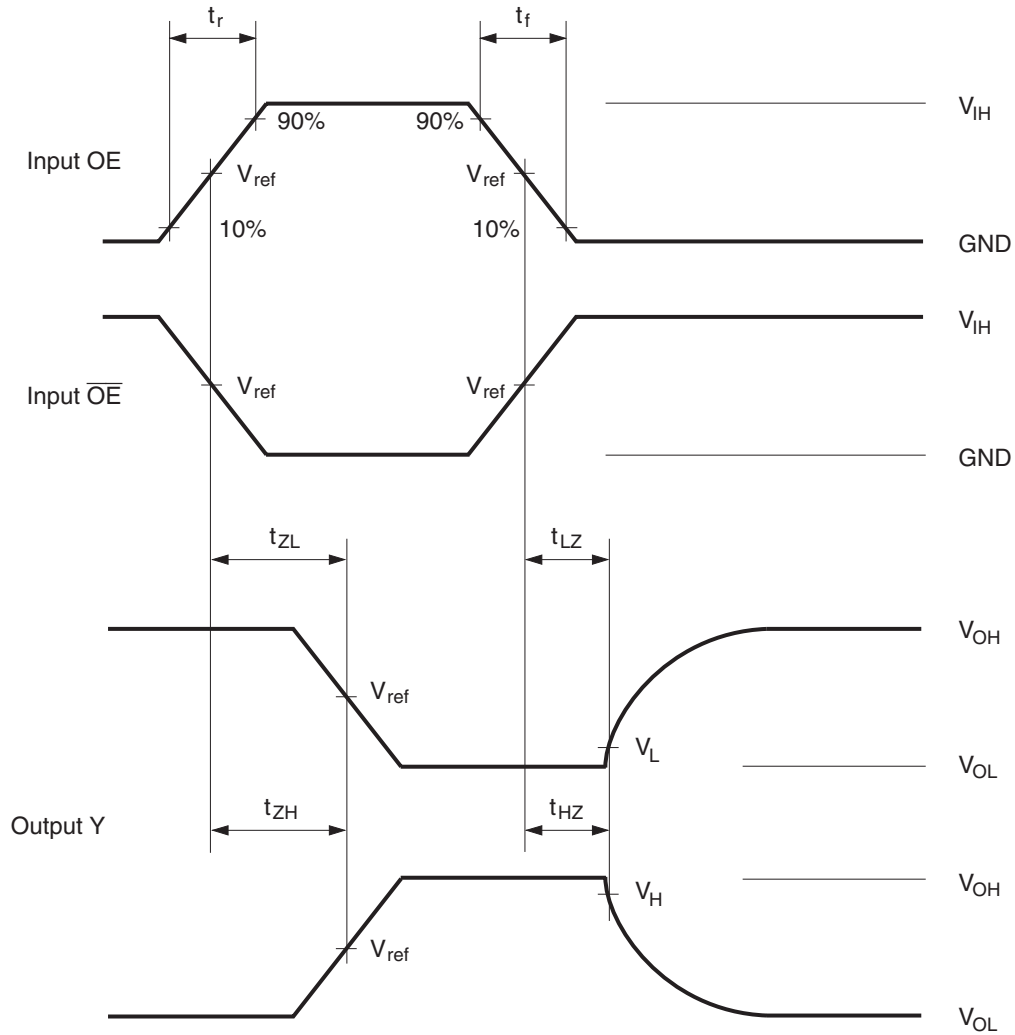 t_r t_f
V_IH
90% 90%
Input OE
V_ref V_ref
10% 10%
GND
V_IH
V_ref V_ref
Input O̅E̅
GND
t_ZL t_LZ
V_OH
V_ref
V_L
V_OL
t_ZH t_HZ
Output Y
V_OH
V_H
V_ref
V_OL